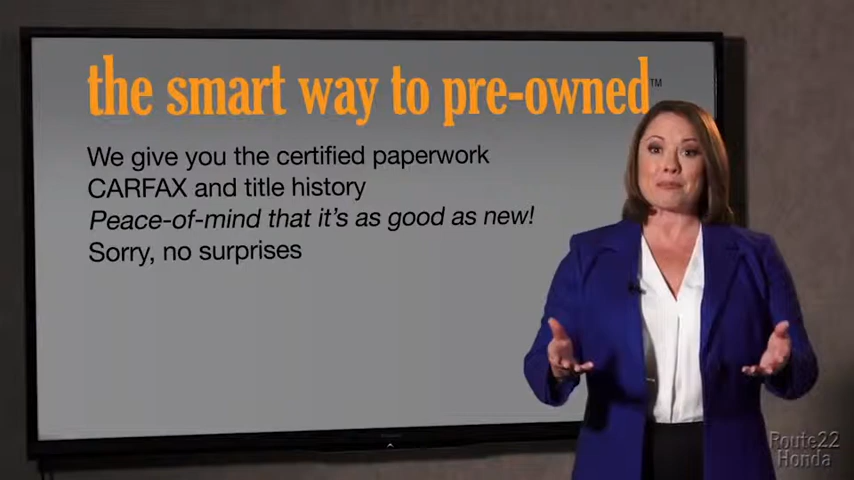 the smart way to pre-owned™
We give you the certified paperwork
CARFAX and title history
Peace-of-mind that it's as good as new!
Sorry, no surprises
Route22
Honda